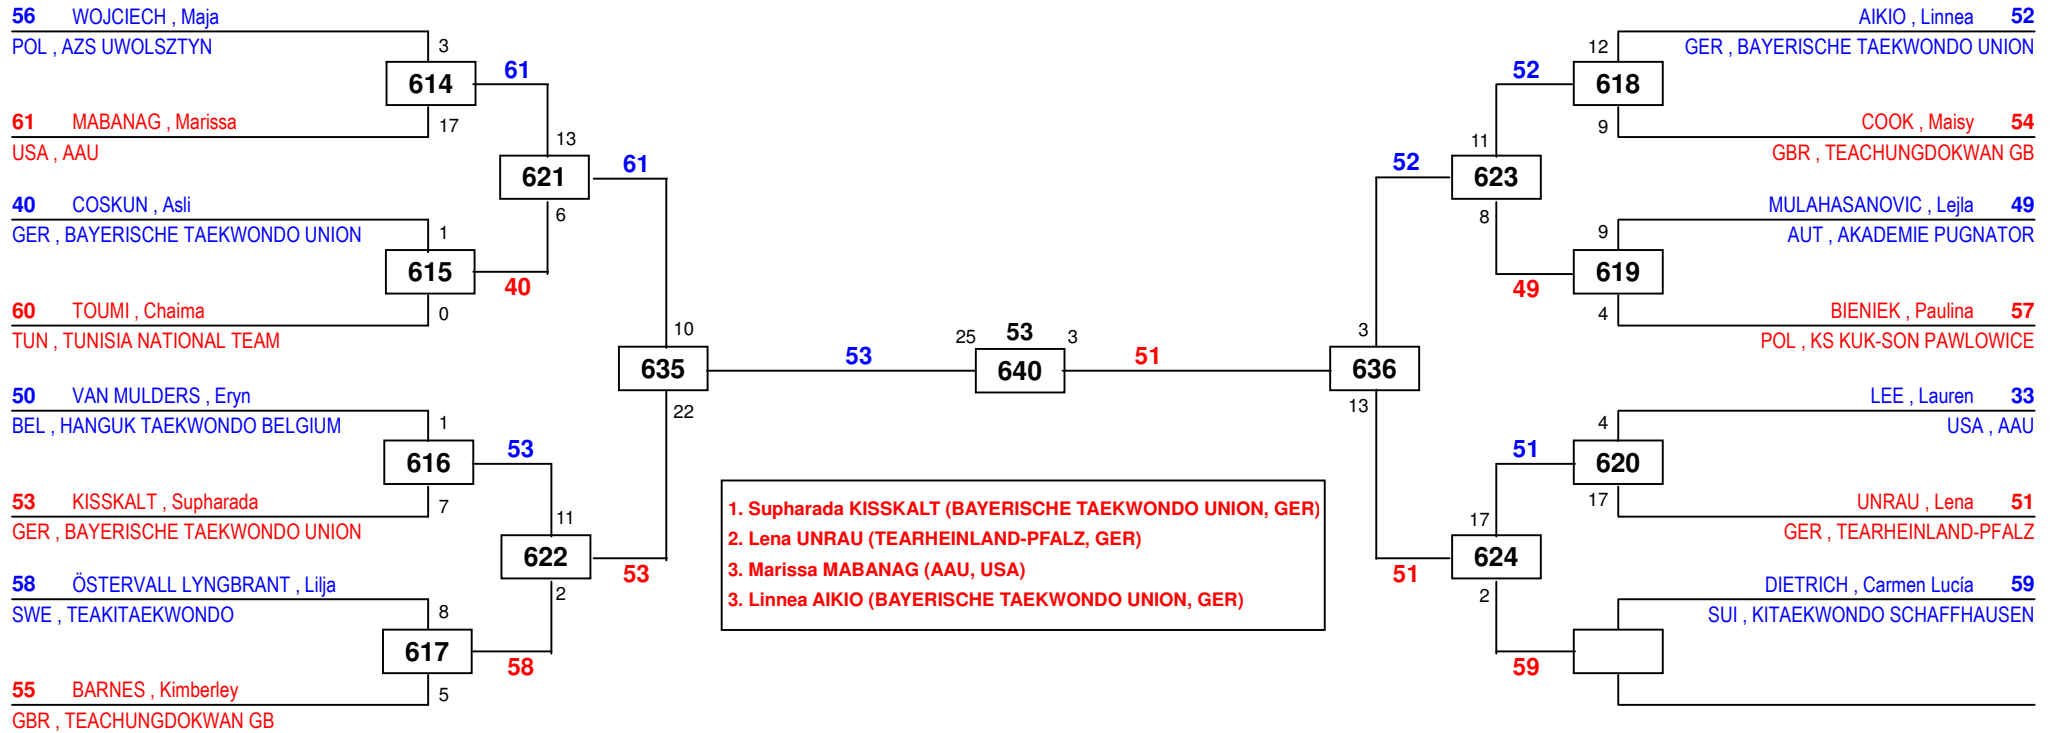 56 WOJCIECH , Maja
POL , AZS UWOLSZTYN
3
614
61
61 MABANAG , Marissa
17
USA , AAU
13
621
61
40 COSKUN , Asli
6
GER , BAYERISCHE TAEKWONDO UNION
1
615
40
60 TOUMI , Chaima
0
TUN , TUNISIA NATIONAL TEAM
10
635
53
22
50 VAN MULDERS , Eryn
BEL , HANGUK TAEKWONDO BELGIUM
1
616
53
53 KISSKALT , Supharada
7
GER , BAYERISCHE TAEKWONDO UNION
11
622
53
58 ÖSTERVALL LYNGBRANT , Lilja
2
SWE , TEAKITAEKWONDO
8
617
58
55 BARNES , Kimberley
5
GBR , TEACHUNGDOKWAN GB
25 53 3
640
51
1. Supharada KISSKALT (BAYERISCHE TAEKWONDO UNION, GER)
2. Lena UNRAU (TEARHEINLAND-PFALZ, GER)
3. Marissa MABANAG (AAU, USA)
3. Linnea AIKIO (BAYERISCHE TAEKWONDO UNION, GER)
AIKIO , Linnea 52
12
GER , BAYERISCHE TAEKWONDO UNION
52
618
9
COOK , Maisy 54
GBR , TEACHUNGDOKWAN GB
11
52
623
8
MULAHASANOVIC , Lejla 49
9
AUT , AKADEMIE PUGNATOR
619
49
4
BIENIEK , Paulina 57
POL , KS KUK-SON PAWLOWICE
3
636
13
LEE , Lauren 33
4
USA , AAU
51
620
17
UNRAU , Lena 51
GER , TEARHEINLAND-PFALZ
17
624
51
2
DIETRICH , Carmen Lucía 59
SUI , KITAEKWONDO SCHAFFHAUSEN
59